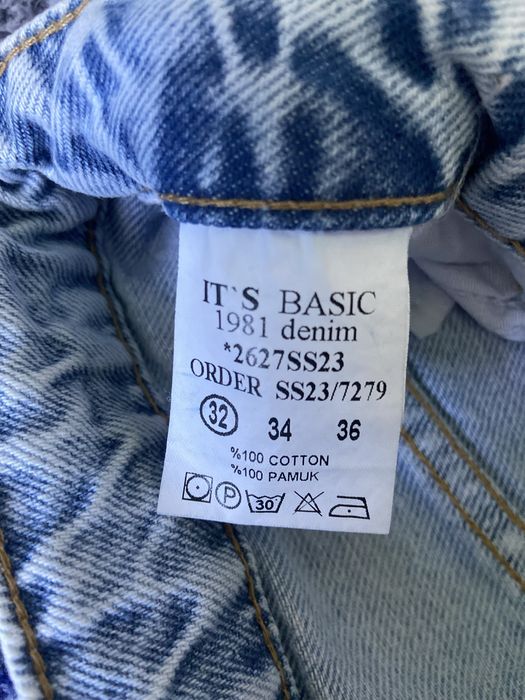 IT`S BASIC
1981 denim
*2627SS23
ORDER SS23/7279
32 34 36
%100 COTTON
%100 PAMUK
P 30